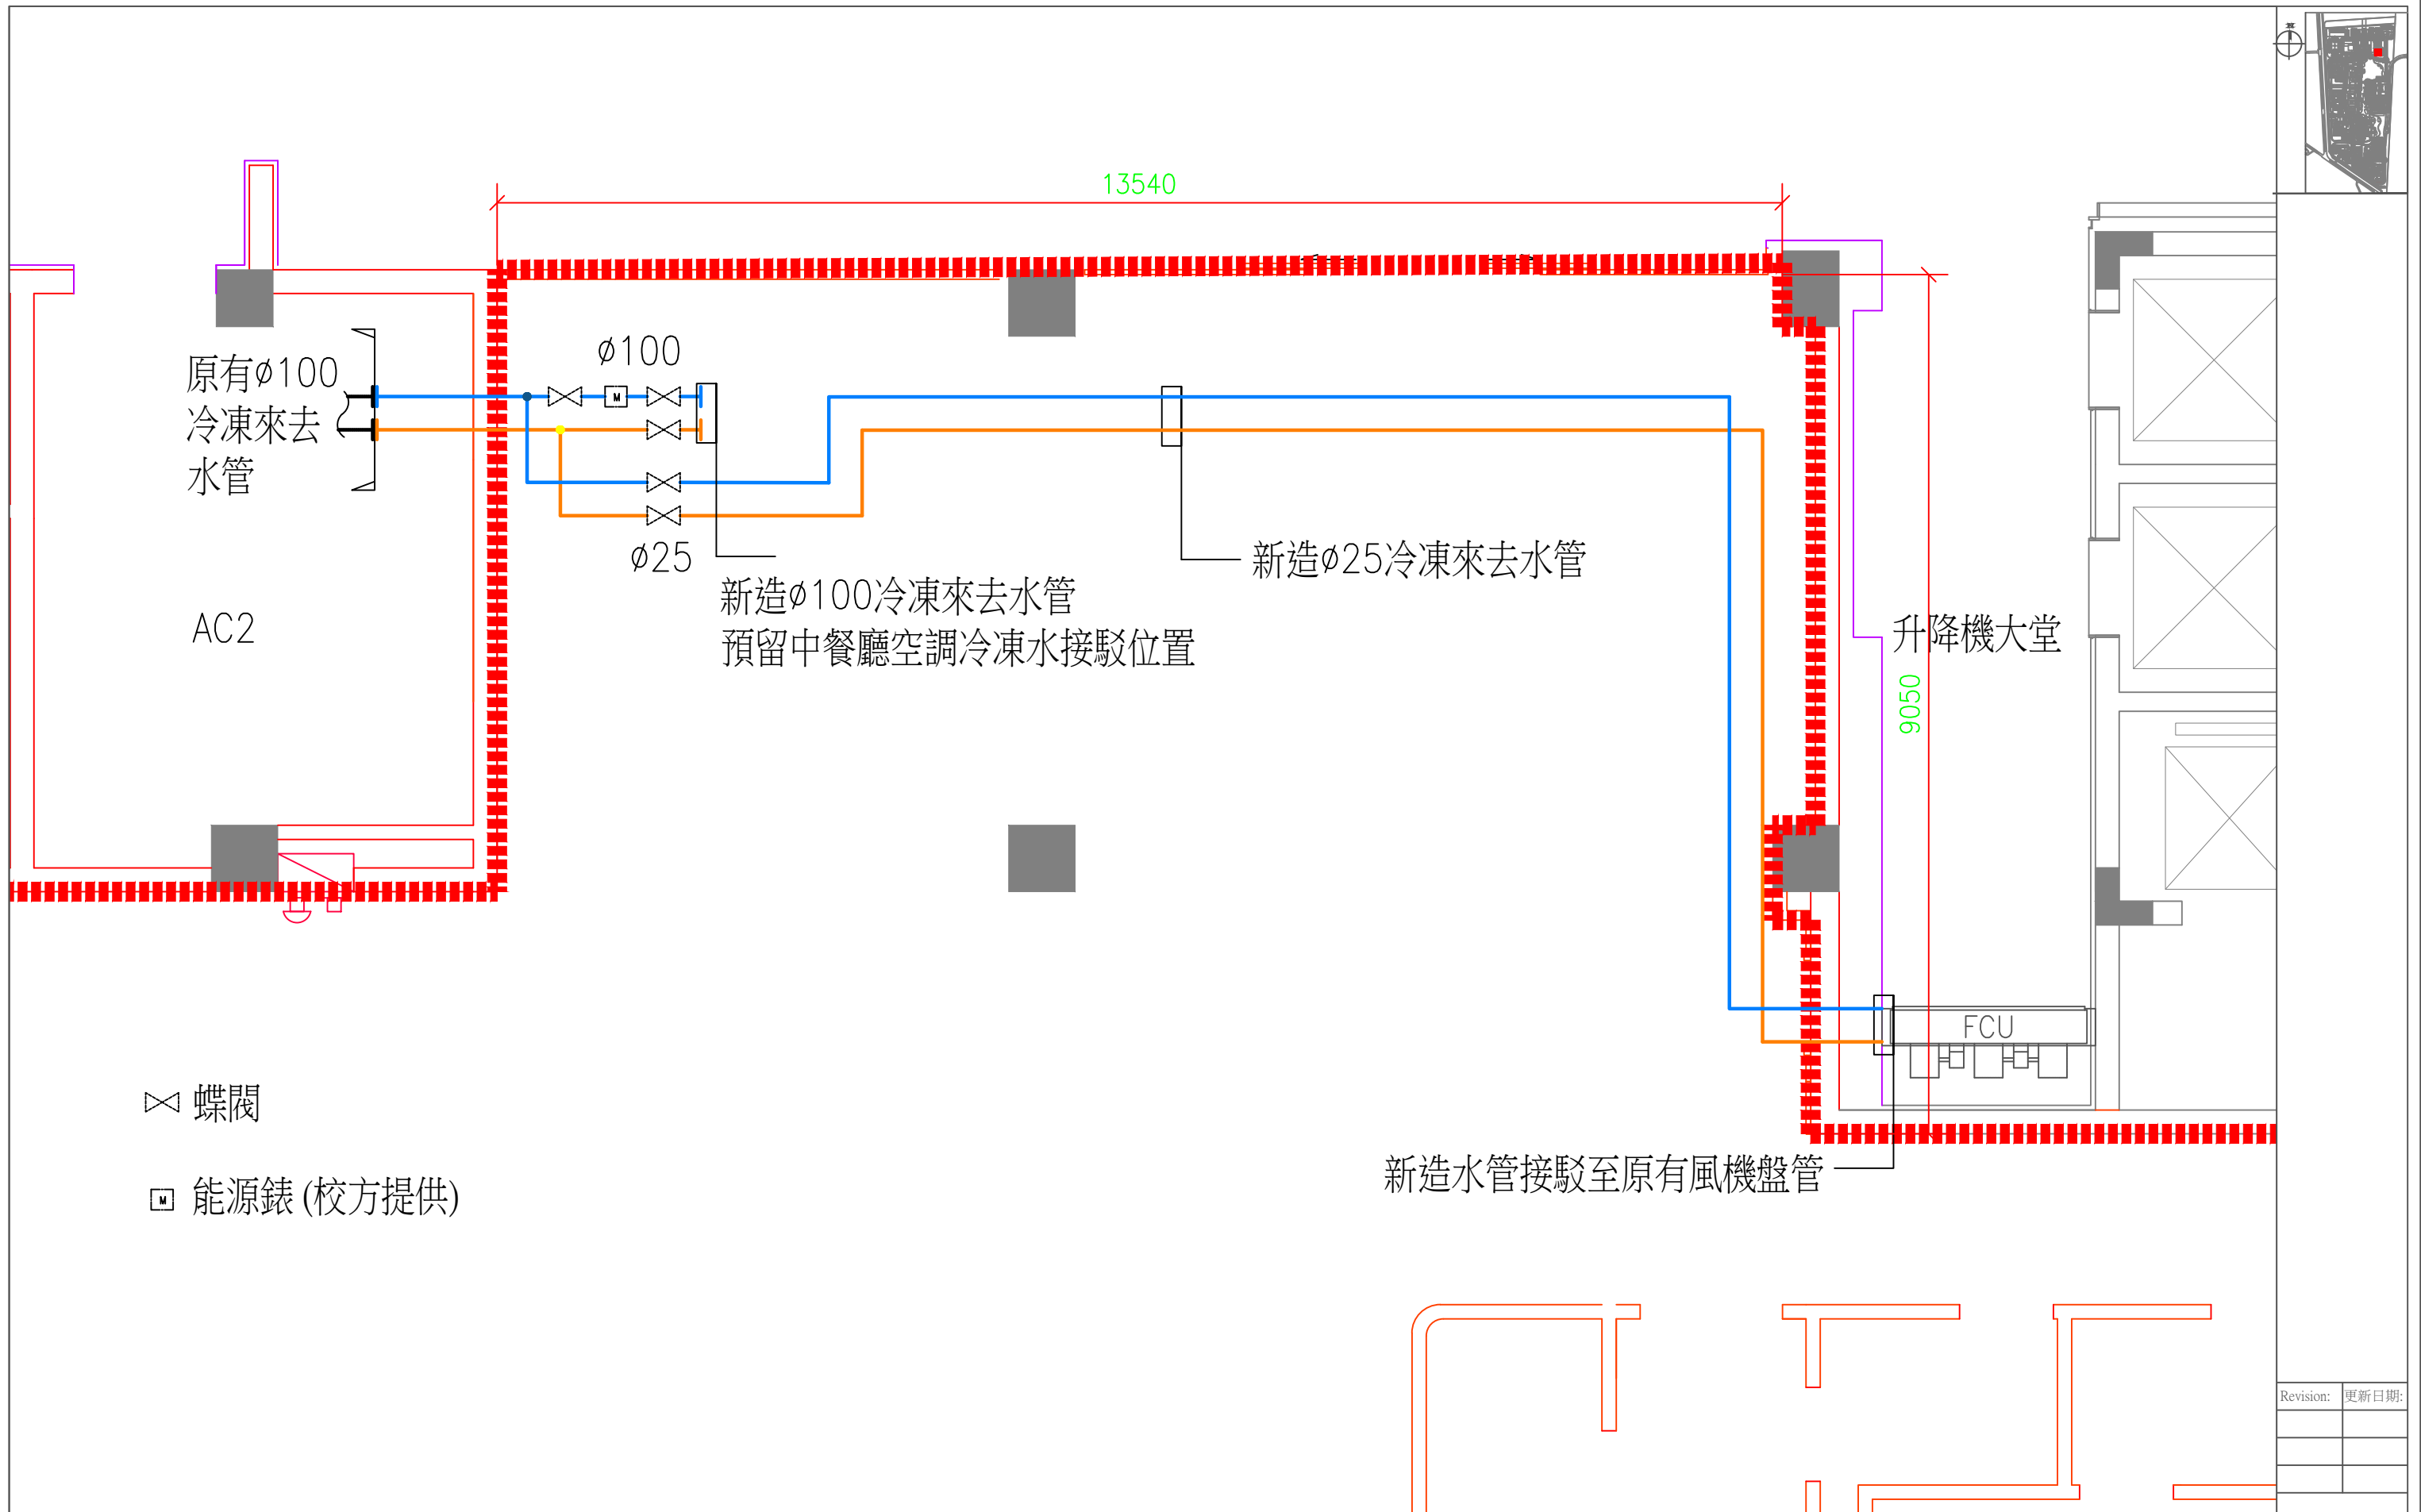 13540
原有ø100
冷凍來去
水管
ø100
ø25
新造ø100冷凍來去水管
預留中餐廳空調冷凍水接駁位置
新造ø25冷凍來去水管
AC2
升降機大堂
9050
FCU
新造水管接駁至原有風機盤管
蝶閥
M
M 能源錶 (校方提供)
Revision: 更新日期: